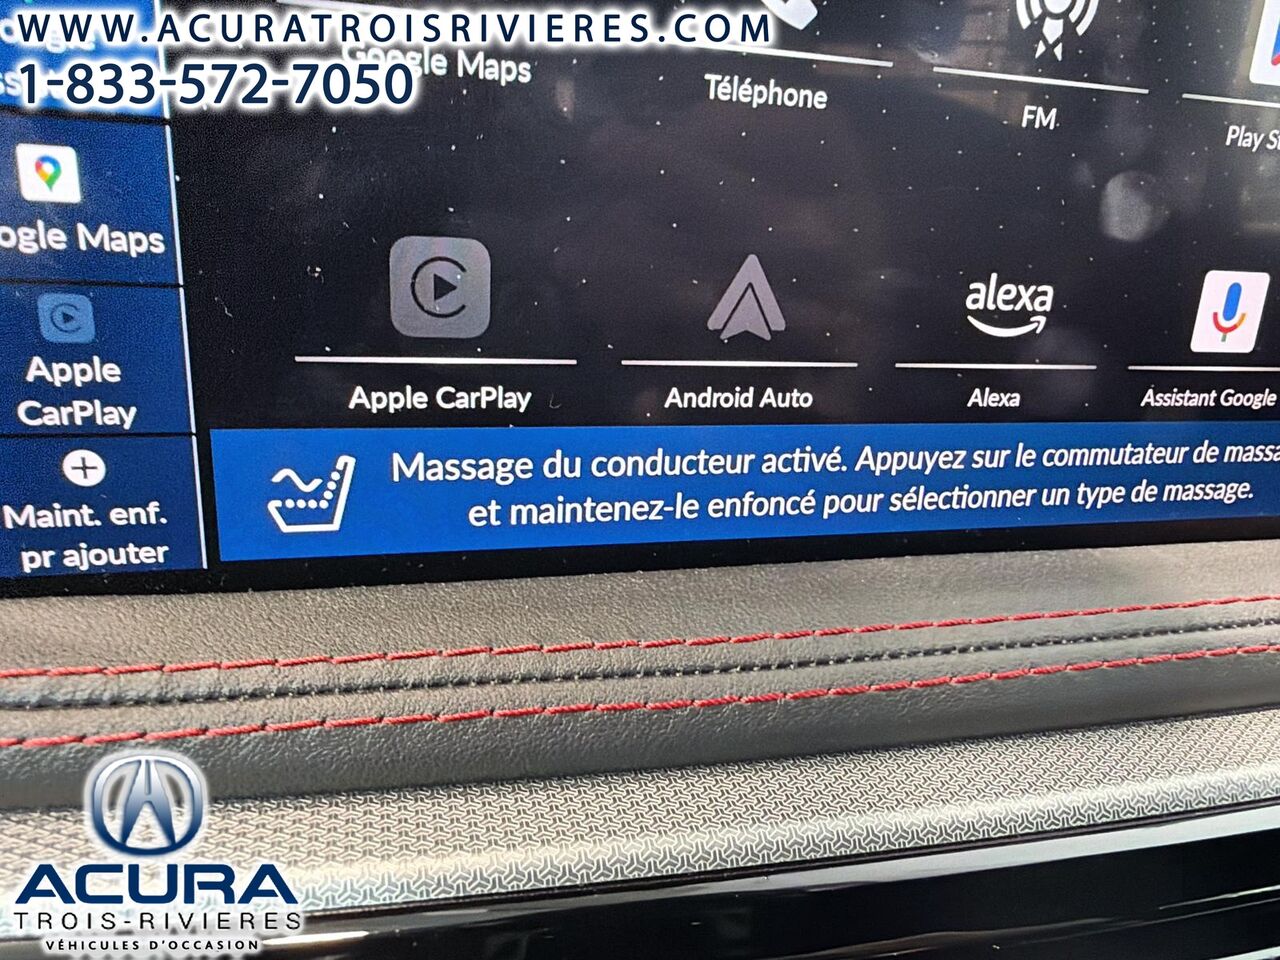 WWW.ACURATROISRIVIERES.COM
1-833-572-7050
Google Maps
Téléphone
FM
Play
ogle Maps
Apple
CarPlay
Apple CarPlay
Android Auto
alexa
Alexa
Assistant Google
Maint. enf.
pr ajouter
Massage du conducteur activé. Appuyez sur le commutateur de massa
et maintenez-le enfoncé pour sélectionner un type de massage.
ACURA
TROIS-RIVIERES
VÉHICULES D'OCCASION